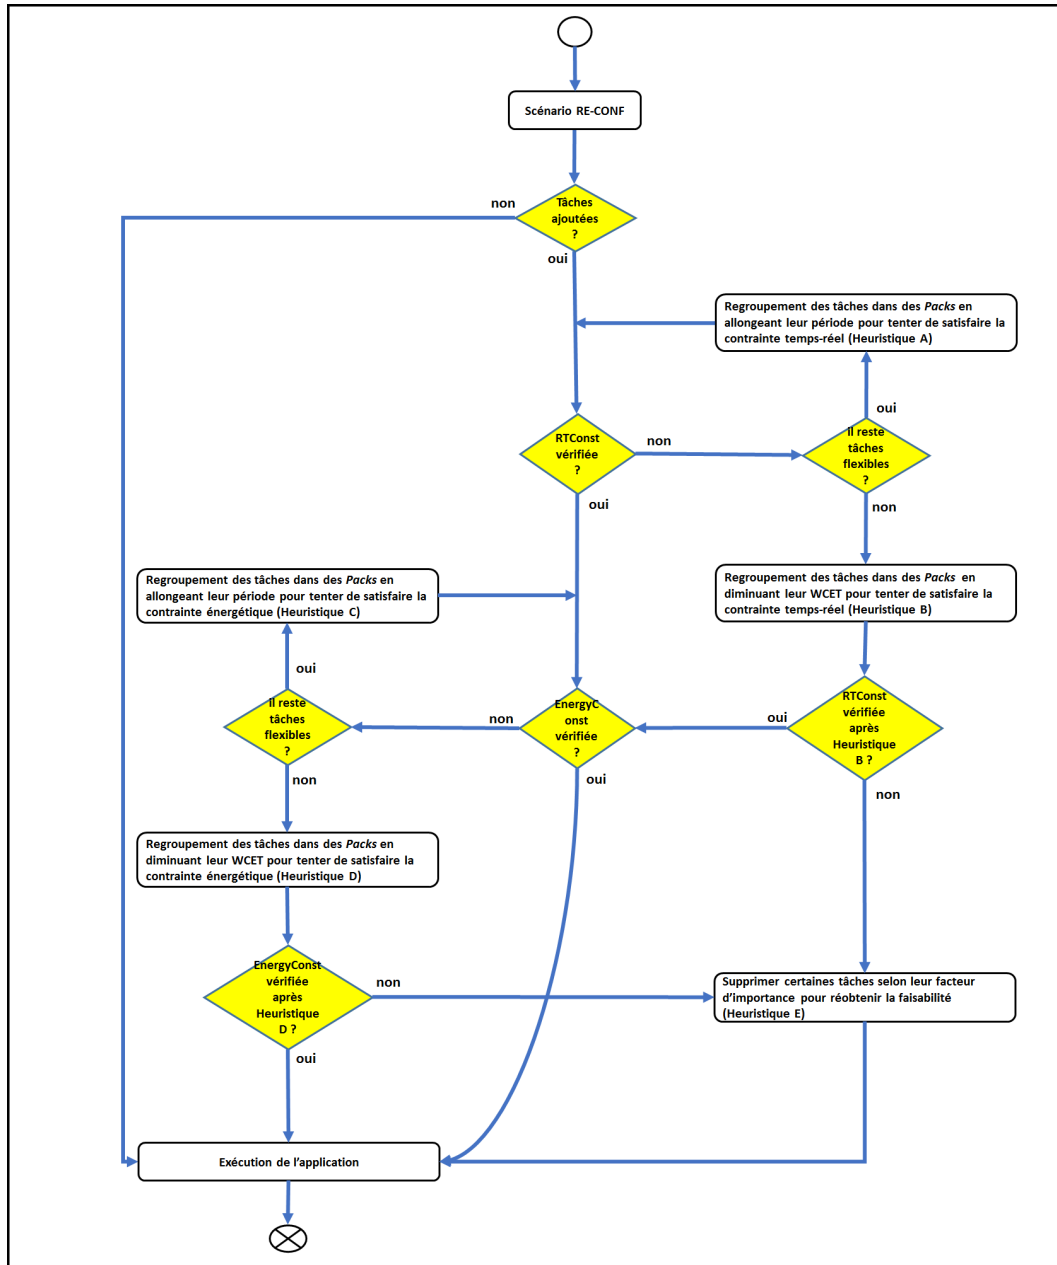 Scénario RE-CONF
Tâches
ajoutées
?
non
oui
Regroupement des tâches dans des Packs en
allongeant leur période pour tenter de satisfaire la
contrainte temps-réel (Heuristique A)
oui
RTConst
vérifiée
?
non
il reste
tâches
flexibles
?
oui
non
Regroupement des tâches dans des Packs en
allongeant leur période pour tenter de satisfaire la
contrainte énergétique (Heuristique C)
Regroupement des tâches dans des Packs en
diminuant leur WCET pour tenter de satisfaire la
contrainte temps-réel (Heuristique B)
oui
il reste
tâches
flexibles
?
non
EnergyC
onst
vérifiée
?
oui
RTConst
vérifiée
après
Heuristique
B ?
non
oui
non
Regroupement des tâches dans des Packs en
diminuant leur WCET pour tenter de satisfaire la
contrainte énergétique (Heuristique D)
EnergyConst
vérifiée
après
Heuristique
D ?
non
Supprimer certaines tâches selon leur facteur
d’importance pour réobtenir la faisabilité
(Heuristique E)
oui
Exécution de l’application